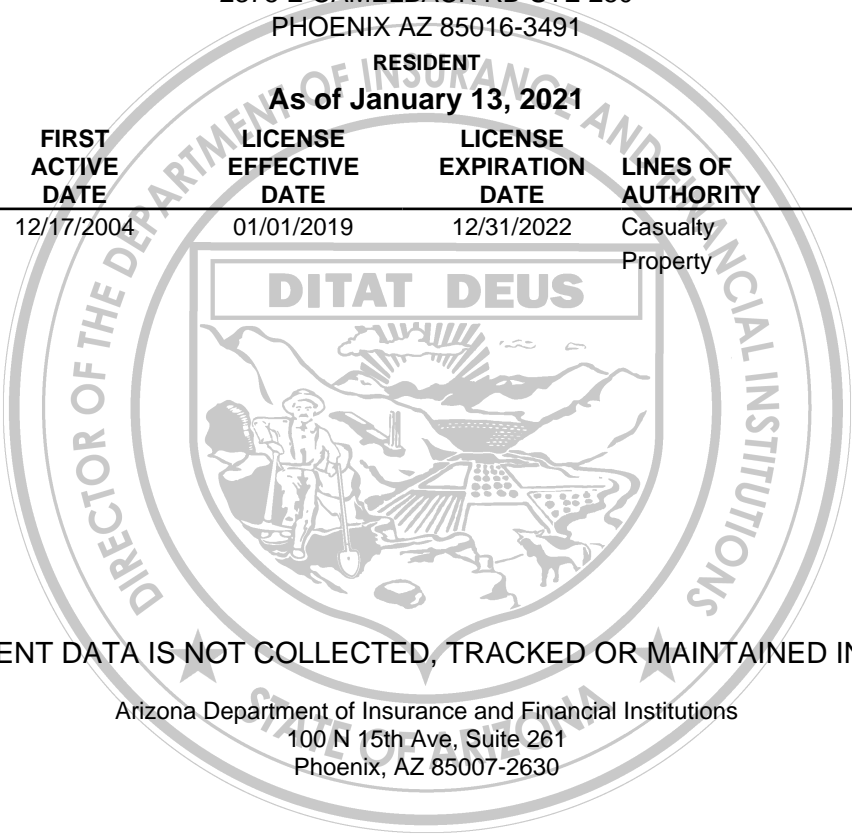 PHOENIX AZ 85016-3491
RESIDENT
As of January 13, 2021
FIRST ACTIVE DATE
LICENSE EFFECTIVE DATE
LICENSE EXPIRATION DATE
LINES OF AUTHORITY
12/17/2004 01/01/2019 12/31/2022 Casualty
Property
DITAT DEUS
DIRECTOR OF THE DEPARTMENT OF INSURANCE AND FINANCIAL INSTITUTIONS
DATA IS NOT COLLECTED, TRACKED OR MAINTAINED
Arizona Department of Insurance and Financial Institutions
100 N 15th Ave, Suite 261
Phoenix, AZ 85007-2630
STATE OF ARIZONA